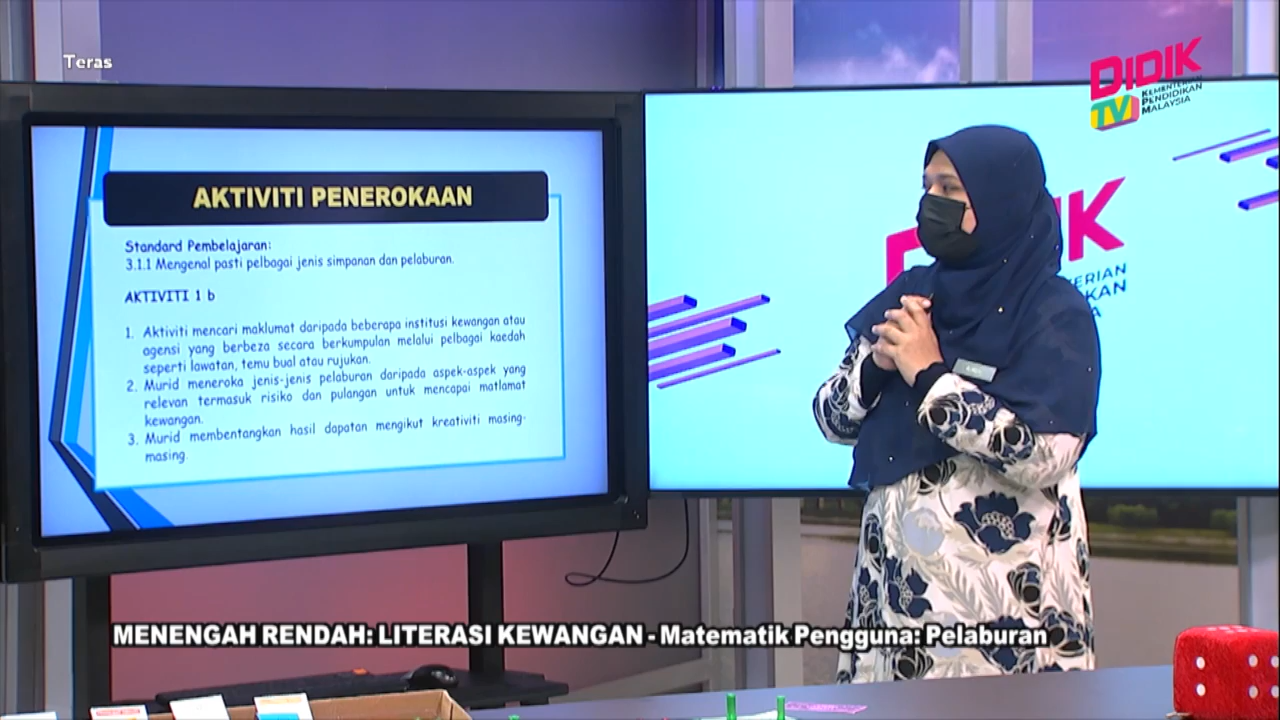 Teras
DIDIK
TV
KEMENTERIAN
PENDIDIKAN
MALAYSIA
AKTIVITI PENEROKAAN
Standard Pembelajaran:
3.1.1 Mengenal pasti pelbagai jenis simpanan dan pelaburan.
AKTIVITI 1 b
1. Aktiviti mencari maklumat daripada beberapa institusi kewangan atau
agensi yang berbeza secara berkumpulan melalui pelbagai kaedah
seperti lawatan, temu bual atau rujukan.
2. Murid meneroka jenis-jenis pelaburan daripada aspek-aspek yang
relevan termasuk risiko dan pulangan untuk mencapai matlamat
kewangan.
3. Murid membentangkan hasil dapatan mengikut kreativiti masing-
masing.
MENENGAH RENDAH: LITERASI KEWANGAN - Matematik Pengguna: Pelaburan